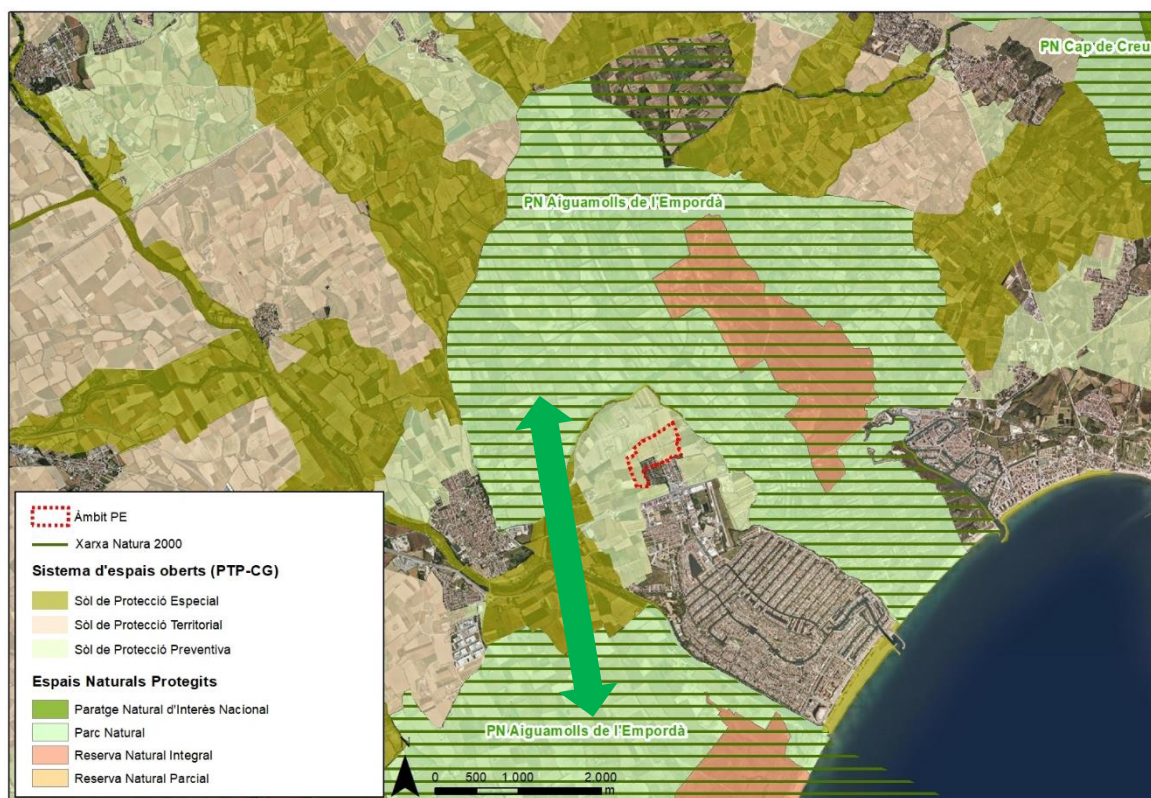 PN Cap de Creu
PN Aiguamolls de l'Empordà
Àmbit PE
Xarxa Natura 2000
Sistema d'espais oberts (PTP-CG)
Sòl de Protecció Especial
Sòl de Protecció Territorial
Sòl de Protecció Preventiva
Espais Naturals Protegits
Paratge Natural d'Interès Nacional
Parc Natural
Reserva Natural Integral
Reserva Natural Parcial
PN Aiguamolls de l'Empordà
N
0 500 1.000 2.000
m